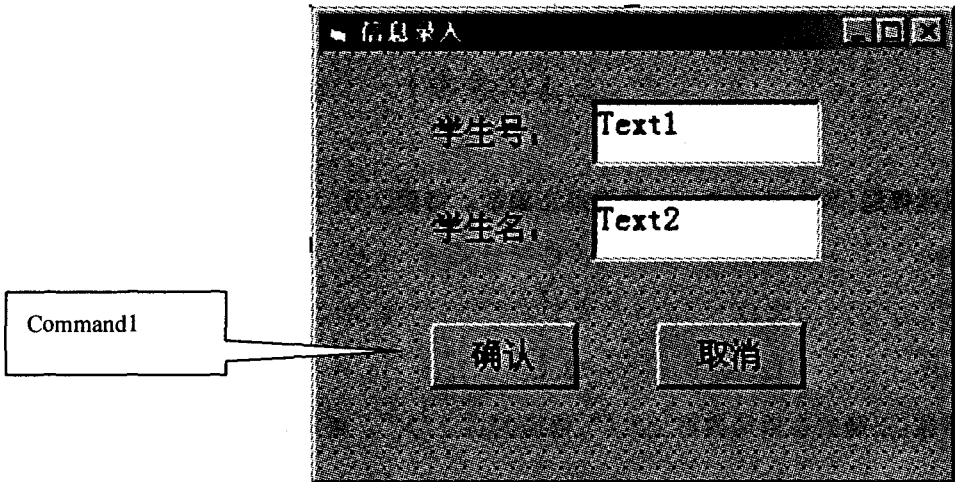 信息录入
学生号：
Text1
学生名：
Text2
Command1
确认
取消